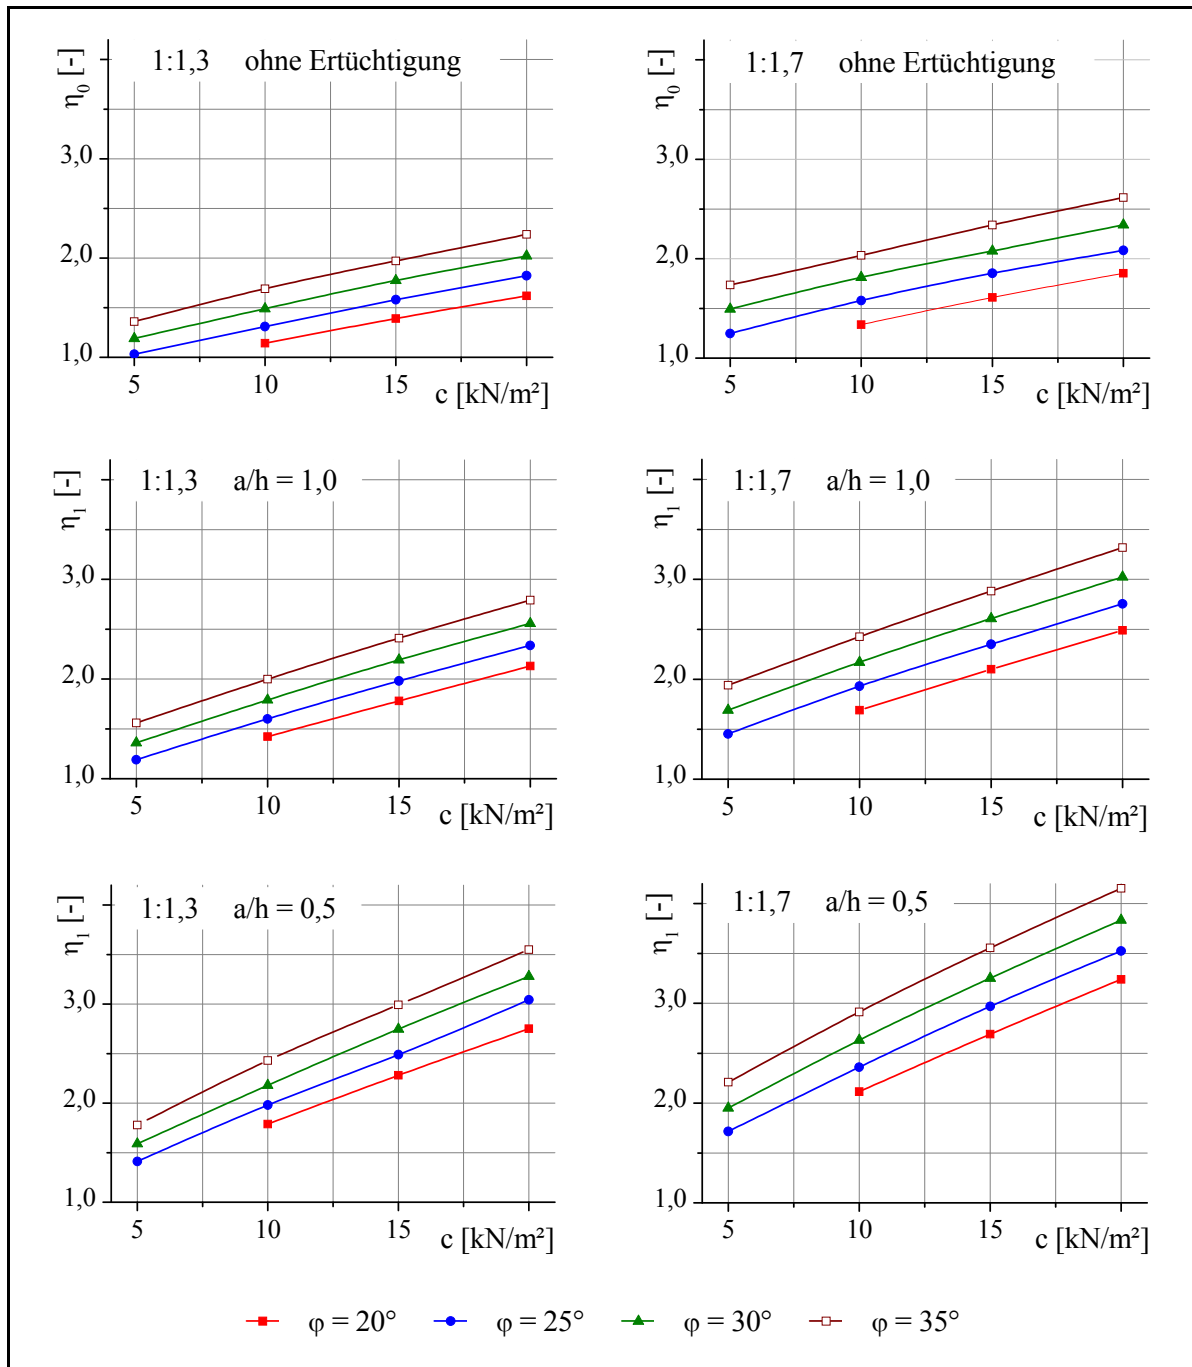 1:1,3 ohne Ertüchtigung
η₀ [-]
3,0
2,0
1,0
5 10 15 c [kN/m²]
1:1,7 ohne Ertüchtigung
η₀ [-]
3,0
2,0
1,0
5 10 15 c [kN/m²]
1:1,3 a/h = 1,0
η₁ [-]
3,0
2,0
1,0
5 10 15 c [kN/m²]
1:1,7 a/h = 1,0
η₁ [-]
3,0
2,0
1,0
5 10 15 c [kN/m²]
1:1,3 a/h = 0,5
η₁ [-]
3,0
2,0
1,0
5 10 15 c [kN/m²]
1:1,7 a/h = 0,5
η₁ [-]
3,0
2,0
1,0
5 10 15 c [kN/m²]
φ = 20° φ = 25° φ = 30° φ = 35°